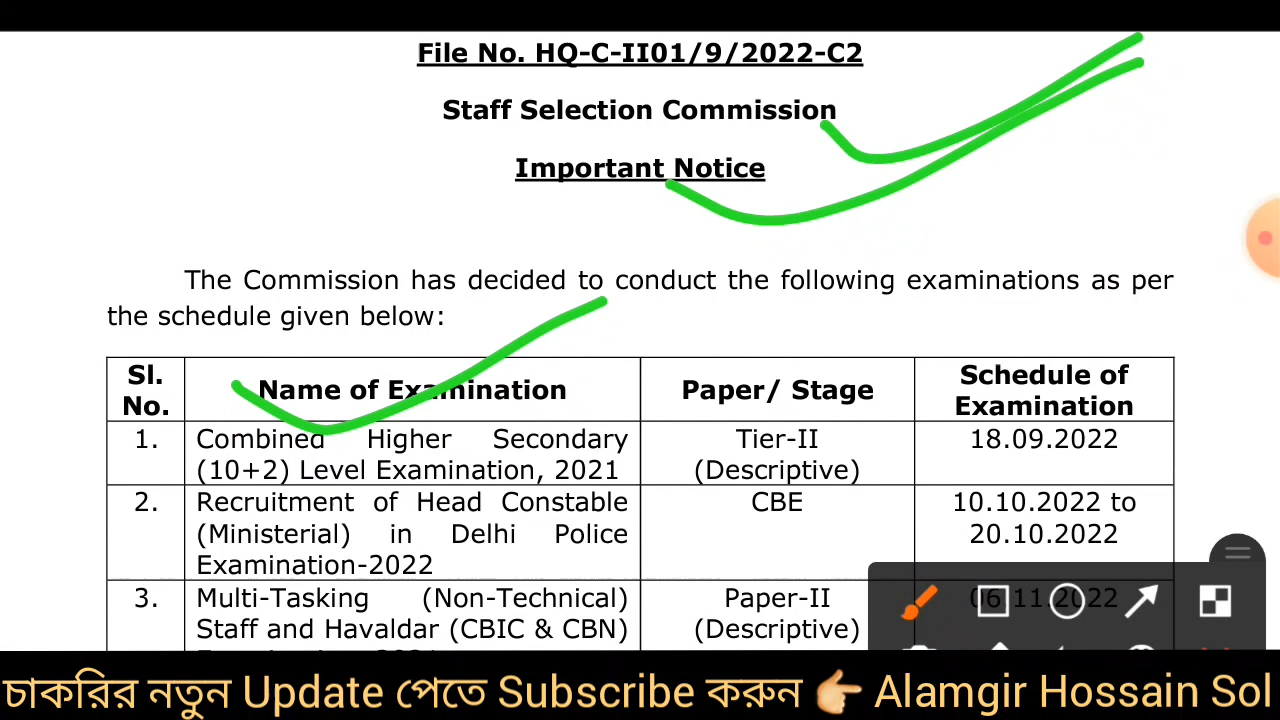 File No. HQ-C-II01/9/2022-C2
Staff Selection Commission
Important Notice
The Commission has decided to conduct the following examinations as per
the schedule given below:
Sl. No. Name of Examination Paper/ Stage Schedule of Examination
1. Combined Higher Secondary Tier-II 18.09.2022
(10+2) Level Examination, 2021 (Descriptive)
2. Recruitment of Head Constable CBE 10.10.2022 to
(Ministerial) in Delhi Police 20.10.2022
Examination-2022
3. Multi-Tasking (Non-Technical) Paper-II 06.11.2022
Staff and Havaldar (CBIC & CBN) (Descriptive)
চাকরির নতুন Update পেতে Subscribe করুন 👉 Alamgir Hossain Sol